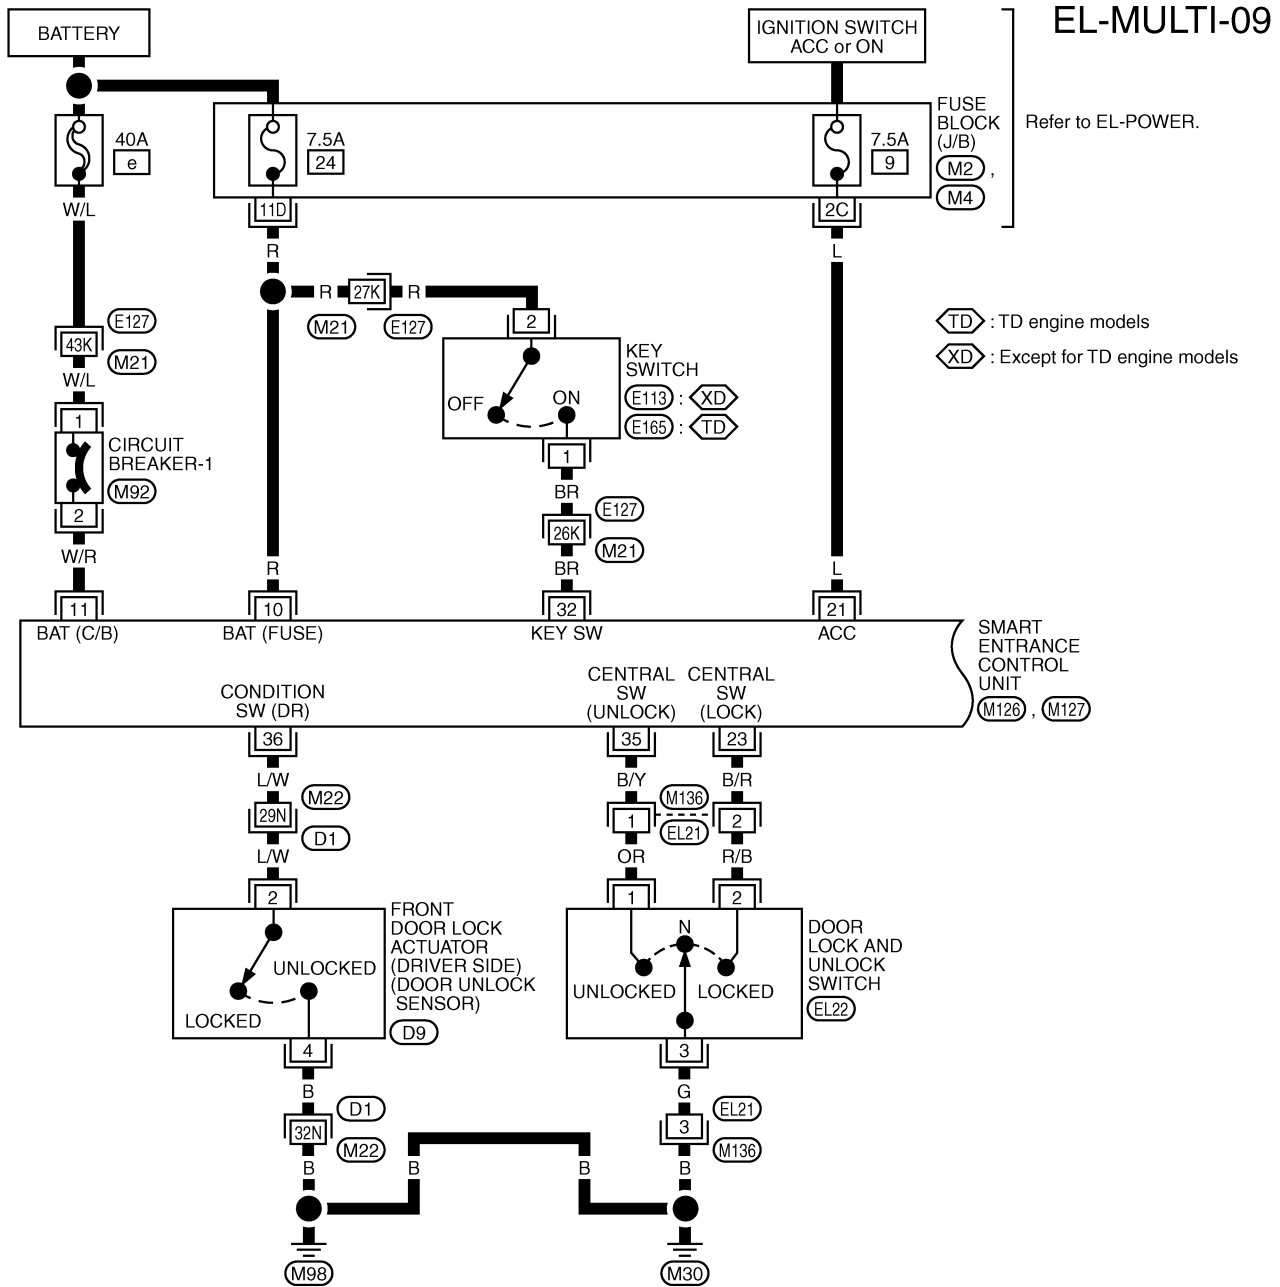 EL-MULTI-09
BATTERY
IGNITION SWITCH
ACC or ON
40A
e
7.5A
24
7.5A
9
FUSE
BLOCK
(J/B)
M2 ,
M4
Refer to EL-POWER.
W/L
11D
2C
R
L
R
27K
R
M21
E127
2
TD : TD engine models
XD : Except for TD engine models
E127
43K
M21
W/L
KEY
SWITCH
E113 : XD
E165 : TD
OFF
ON
1
CIRCUIT
BREAKER-1
M92
2
1
BR
E127
26K
M21
W/R
R
BR
L
11
10
32
21
BAT (C/B)
BAT (FUSE)
KEY SW
ACC
SMART
ENTRANCE
CONTROL
UNIT
M126 , M127
CONDITION
SW (DR)
CENTRAL
SW
(UNLOCK)
CENTRAL
SW
(LOCK)
36
35
23
L/W
B/Y
B/R
M22
29N
D1
M136
1
2
EL21
L/W
OR
R/B
2
1
2
FRONT
DOOR LOCK
ACTUATOR
(DRIVER SIDE)
(DOOR UNLOCK
SENSOR)
D9
UNLOCKED
LOCKED
N
UNLOCKED
LOCKED
DOOR
LOCK AND
UNLOCK
SWITCH
EL22
4
3
B
G
D1
32N
M22
EL21
3
M136
B
B
B
B
M98
M30